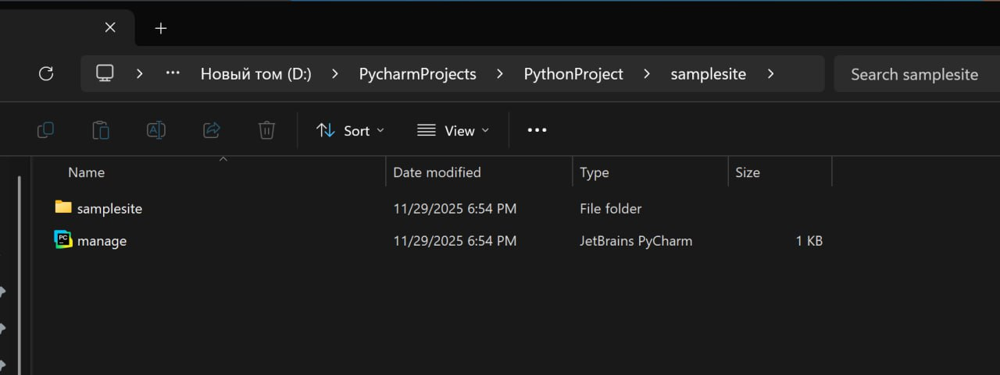 Новый том (D:) PycharmProjects PythonProject samplesite Search samplesite
Sort View
Name Date modified Type Size
samplesite 11/29/2025 6:54 PM File folder
PC manage 11/29/2025 6:54 PM JetBrains PyCharm 1 KB